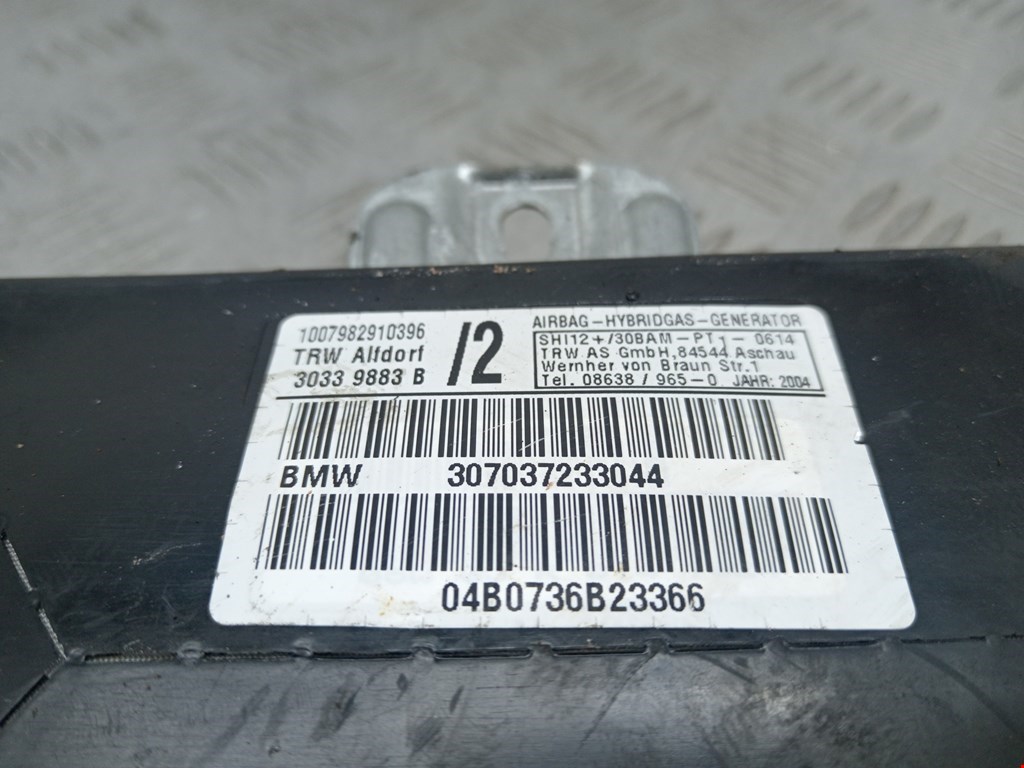 1007982910396
TRW Alfdorf
3033 9883 B
/2
AIRBAG-HYBRIDGAS-GENERATOR
SHI12+/30BAM-PT1-0614
TRW AS GmbH,84544 Aschau
Wernher von Braun Str.1
Tel. 08638/965-0 JAHR: 2004
BMW 307037233044
04B0736B23366